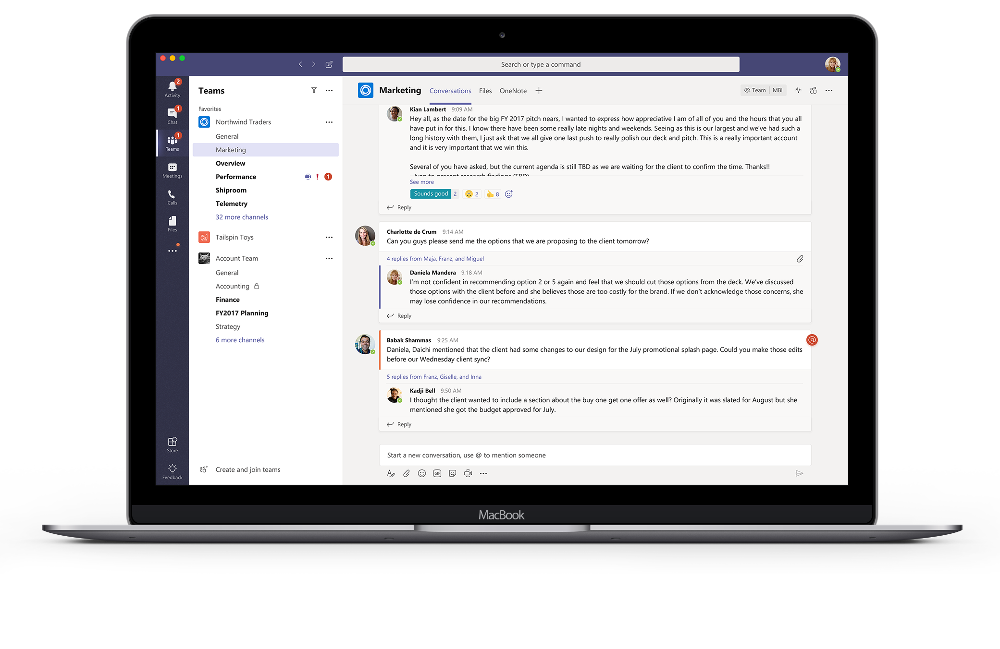 Search or type a command
2
Activity
1
Chat
1
Teams
Meetings
Calls
Files
Store
Feedback
Teams
Favorites
Northwind Traders
General
Marketing
Overview
Performance
1
Shiproom
Telemetry
32 more channels
Tailspin Toys
Account Team
General
Accounting
Finance
FY2017 Planning
Strategy
6 more channels
Create and join teams
Marketing Conversations Files OneNote
Team MBI
Kian Lambert 9:09 AM
Hey all, as the date for the big FY 2017 pitch nears, I wanted to express how appreciative I am of all of you and the hours that you all
have put in for this. I know there have been some really late nights and weekends. Seeing as this is our largest and we've had such a
long history with them, I just ask that we all give one last push to really polish our deck and pitch. This is a really important account
and it is very important that we win this.
Several of you have asked, but the current agenda is still TBD as we are waiting for the client to confirm the time. Thanks!!
to present research findings (TBD)
See more
Sounds good 2 2 8
Reply
Charlotte de Crum 9:14 AM
Can you guys please send me the options that we are proposing to the client tomorrow?
4 replies from Maja, Franz, and Miguel
Daniela Mandera 9:18 AM
I'm not confident in recommending option 2 or 5 again and feel that we should cut those options from the deck. We've discussed
those options with the client before and she believes those are too costly for the brand. If we don't acknowledge those concerns, she
may lose confidence in our recommendations.
Reply
Babak Shammas 9:25 AM
@
Daniela, Daichi mentioned that the client had some changes to our design for the July promotional splash page. Could you make those edits
before our Wednesday client sync?
5 replies from Franz, Giselle, and Inna
Kadji Bell 9:50 AM
I thought the client wanted to include a section about the buy one get one offer as well? Originally it was slated for August but she
mentioned she got the budget approved for July.
Reply
Start a new conversation, use @ to mention someone
GIF
MacBook